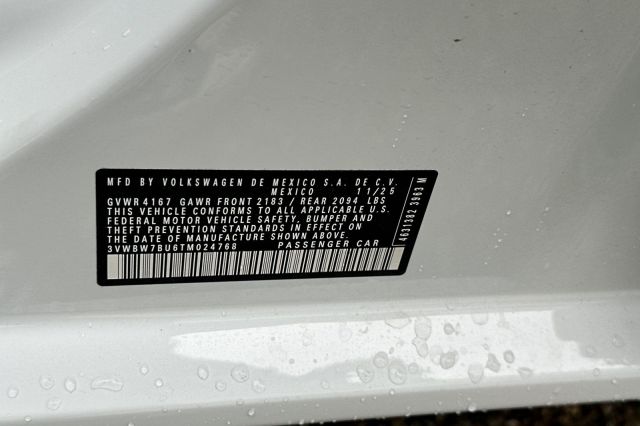 MFD BY VOLKSWAGEN DE MEXICO S.A. DE C.V.
MEXICO 11/25
GVWR 4167 GAWR FRONT 2183 / REAR 2094 LBS
THIS VEHICLE CONFORMS TO ALL APPLICABLE U.S.
FEDERAL MOTOR VEHICLE SAFETY, BUMPER AND
THEFT PREVENTION STANDARDS IN EFFECT ON
THE DATE OF MANUFACTURE SHOWN ABOVE.
3VWBW7BU6TM024768 PASSENGER CAR
4631382 3963 M